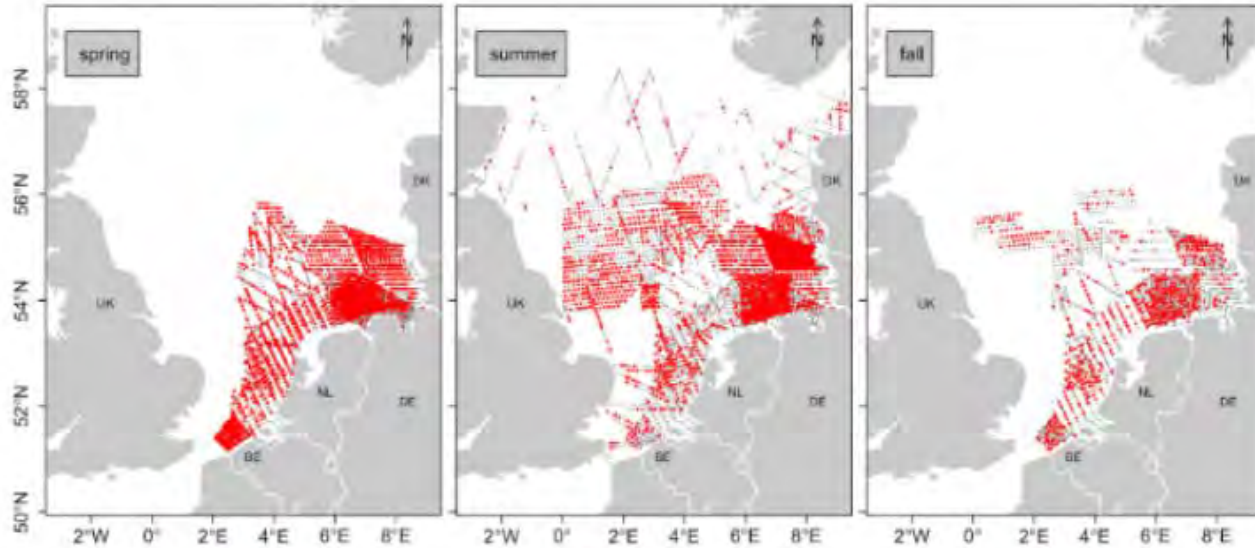 spring
N
summer
N
fall
N
58°N
56°N
54°N
52°N
50°N
DK
UK
NL
DE
BE
DK
UK
NL
DE
BE
DK
UK
NL
DE
BE
2°W 0° 2°E 4°E 6°E 8°E
2°W 0° 2°E 4°E 6°E 8°E
2°W 0° 2°E 4°E 6°E 8°E